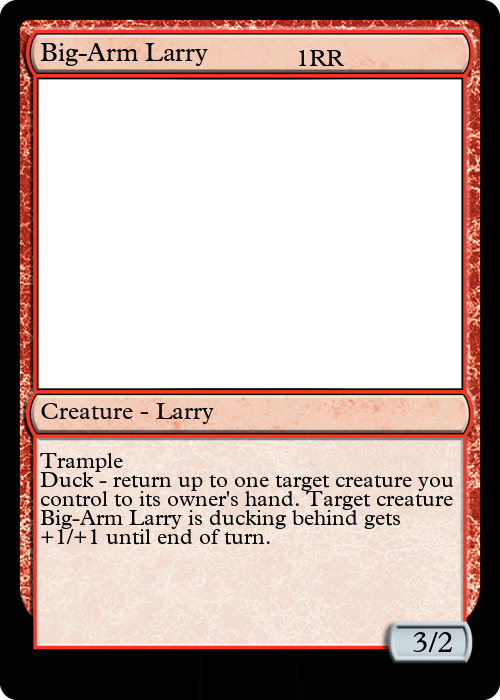 Big-Arm Larry 1RR
Creature - Larry
Trample
Duck - return up to one target creature you
control to its owner's hand. Target creature
Big-Arm Larry is ducking behind gets
+1/+1 until end of turn.
3/2